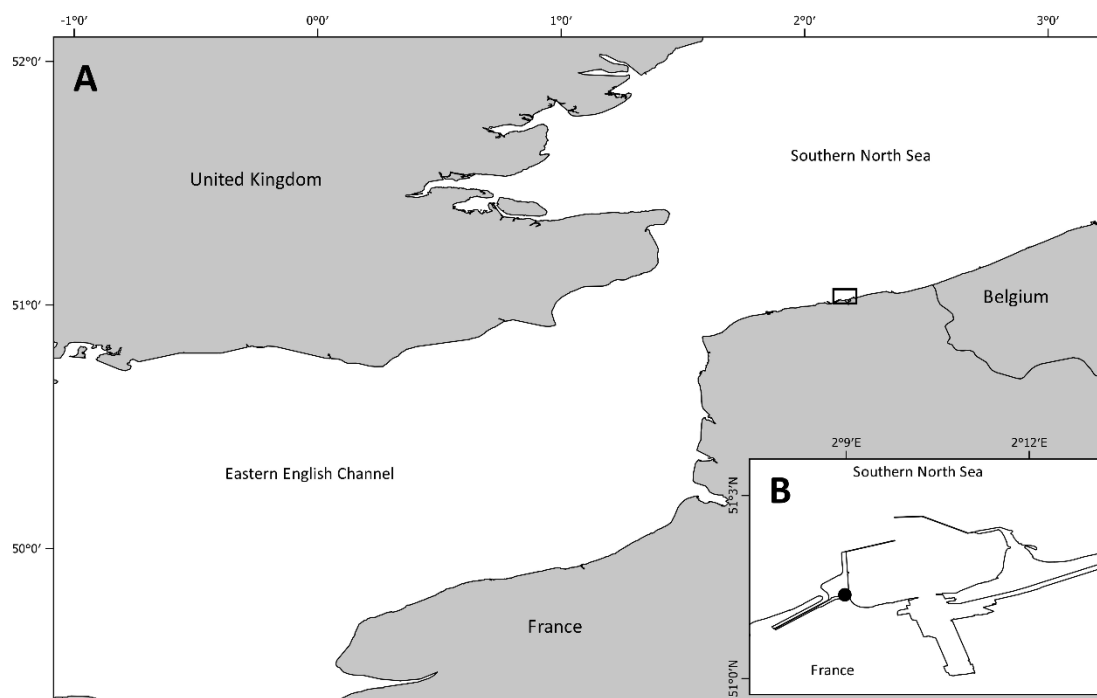 -1°0'
0°0'
1°0'
2°0'
3°0'
52°0'
A
Southern North Sea
United Kingdom
51°0'
Belgium
2°9'E
2°12'E
Southern North Sea
Eastern English Channel
B
51°3'N
50°0'
France
France
51°0'N